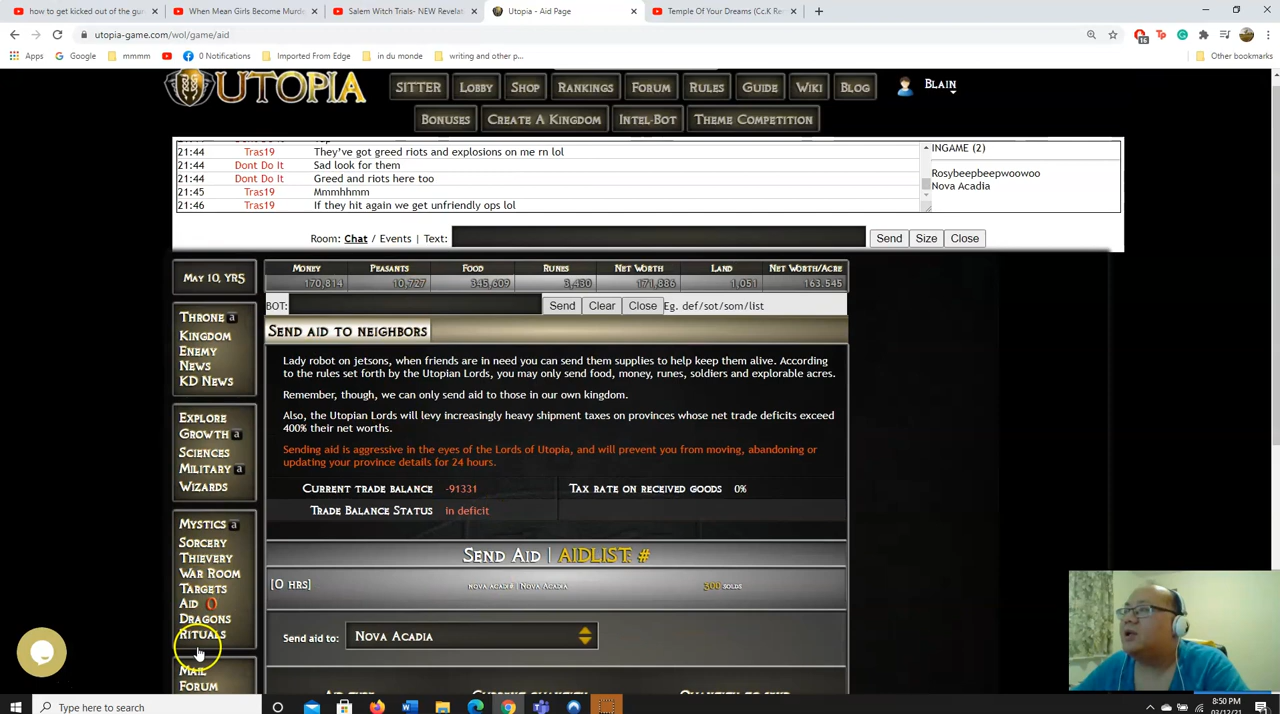 how to get kicked out of the gu
When Mean Girls Become Murde
Salem Witch Trials- NEW Revelat
Utopia - Aid Page
Temple Of Your Dreams (Cc.K Re
utopia-game.com/wol/game/aid
Apps
Google
mmmm
0 Notifications
Imported From Edge
in du monde
writing and other p...
Other bookmarks
UTOPIA
SITTER
LOBBY
SHOP
RANKINGS
FORUM
RULES
GUIDE
WIKI
BLOG
BLAIN
BONUSES
CREATE A KINGDOM
INTEL-BOT
THEME COMPETITION
21:44 Tras19 They've got greed riots and explosions on me rn lol
21:44 Dont Do It Sad look for them
21:44 Dont Do It Greed and riots here too
21:45 Tras19 Mmmhhmm
21:46 Tras19 If they hit again we get unfriendly ops lol
INGAME (2)
Rosybeepbeepwoowoo
Nova Acadia
Room: Chat / Events | Text:
Send
Size
Close
MAY 10, YR5
MONEY PEASANTS FOOD RUNES NET WORTH LAND NET WORTH/ACRE
170,814 10,727 345,609 3,430 171,886 1,051 163.545
BOT:
Send
Clear
Close
Eg. def/sot/som/list
THRONE a
KINGDOM
ENEMY
NEWS
KD NEWS
EXPLORE
GROWTH a
SCIENCES
MILITARY a
WIZARDS
MYSTICS a
SORCERY
THIEVERY
WAR ROOM
TARGETS
AID 0
DRAGONS
RITUALS
MAIL
FORUM
SEND AID TO NEIGHBORS
Lady robot on jetsons, when friends are in need you can send them supplies to help keep them alive. According
to the rules set forth by the Utopian Lords, you may only send food, money, runes, soldiers and explorable acres.
Remember, though, we can only send aid to those in our own kingdom.
Also, the Utopian Lords will levy increasingly heavy shipment taxes on provinces whose net trade deficits exceed
400% their net worths.
Sending aid is aggressive in the eyes of the Lords of Utopia, and will prevent you from moving, abandoning or
updating your province details for 24 hours.
CURRENT TRADE BALANCE -91331
TAX RATE ON RECEIVED GOODS 0%
TRADE BALANCE STATUS in deficit
SEND AID | AIDLIST #
[0 HRS] NOVA ACADIA | NOVA ACADIA 300 SOLDS
Send aid to: NOVA ACADIA
Type here to search
8:50 PM